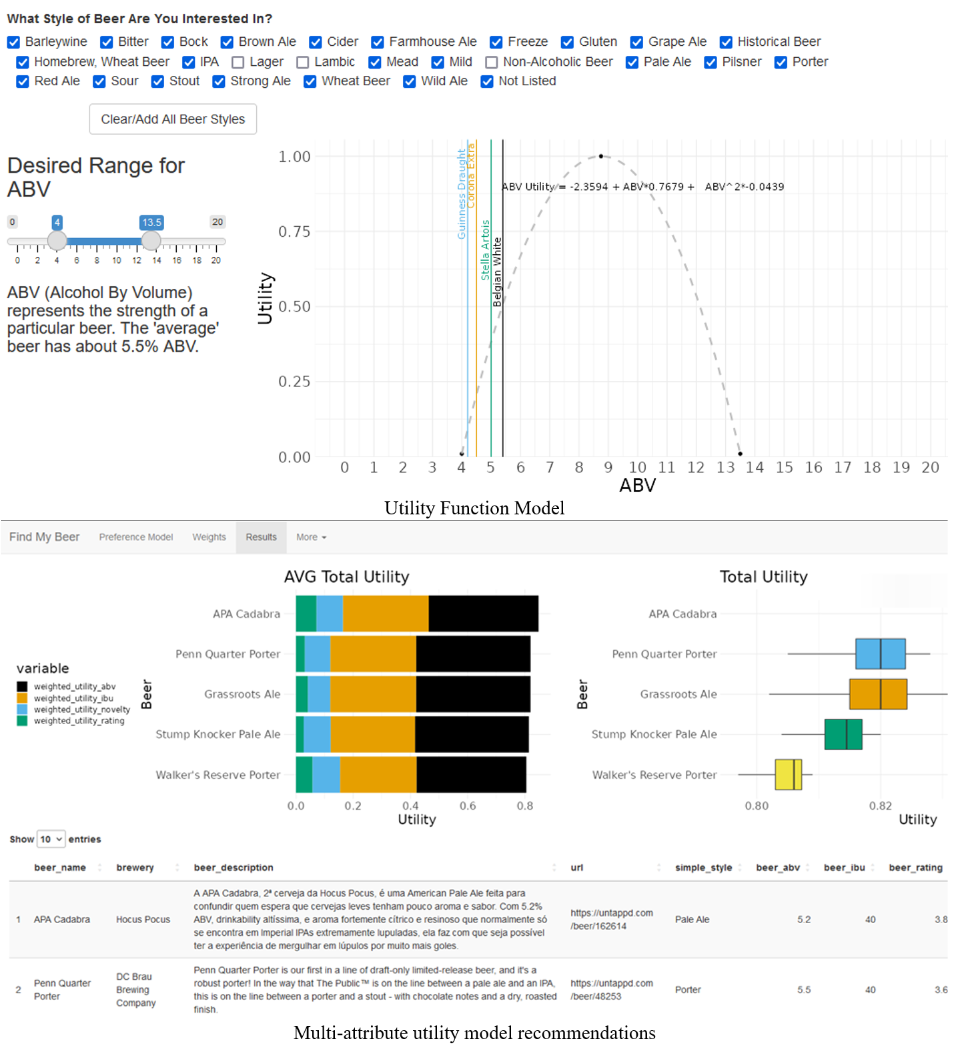 What Style of Beer Are You Interested In?
Barleywine Bitter Bock Brown Ale Cider Farmhouse Ale Freeze Gluten Grape Ale Historical Beer
Homebrew, Wheat Beer IPA Lager Lambic Mead Mild Non-Alcoholic Beer Pale Ale Pilsner Porter
Red Ale Sour Stout Strong Ale Wheat Beer Wild Ale Not Listed
Clear/Add All Beer Styles
Desired Range for
ABV
0 4 13.5 20
0 2 4 6 8 10 12 14 16 18 20
ABV (Alcohol By Volume)
represents the strength of a
particular beer. The 'average'
beer has about 5.5% ABV.
Utility
1.00
0.75
0.50
0.25
0.00
Guinness Draught
Corona Extra
Stella Artois
Belgian White
ABV Utility = -2.3594 + ABV*0.7679 + ABV^2*-0.0439
0 1 2 3 4 5 6 7 8 9 10 11 12 13 14 15 16 17 18 19 20
ABV
Utility Function Model
Find My Beer Preference Model Weights Results More
AVG Total Utility
variable
weighted_utility_abv
weighted_utility_ibu
weighted_utility_novelty
weighted_utility_rating
Beer
APA Cadabra
Penn Quarter Porter
Grassroots Ale
Stump Knocker Pale Ale
Walker's Reserve Porter
0.0 0.2 0.4 0.6 0.8
Utility
Total Utility
Beer
APA Cadabra
Penn Quarter Porter
Grassroots Ale
Stump Knocker Pale Ale
Walker's Reserve Porter
0.80 0.82
Utility
Show 10 entries
beer_name brewery beer_description url simple_style beer_abv beer_ibu beer_rating
1 APA Cadabra Hocus Pocus
A APA Cadabra, 2ª cerveja da Hocus Pocus, é uma American Pale Ale feita para
confundir quem espera que cervejas leves tenham pouco aroma e sabor. Com 5.2%
ABV, drinkability altíssima, e aroma fortemente cítrico e resinoso que normalmente só
se encontra em Imperial IPAs extremamente lupuladas, ela faz com que seja possível
ter a experiência de mergulhar em lúpulos por muito mais goles.
https://untappd.com
/beer/162614
Pale Ale 5.2 40 3.8
2 Penn Quarter
Porter
DC Brau
Brewing
Company
Penn Quarter Porter is our first in a line of draft-only limited-release beer, and it's a
robust porter! In the way that The Public™ is on the line between a pale ale and an IPA,
this is on the line between a porter and a stout - with chocolate notes and a dry, roasted
finish.
https://untappd.com
/beer/48253
Porter 5.5 40 3.6
Multi-attribute utility model recommendations